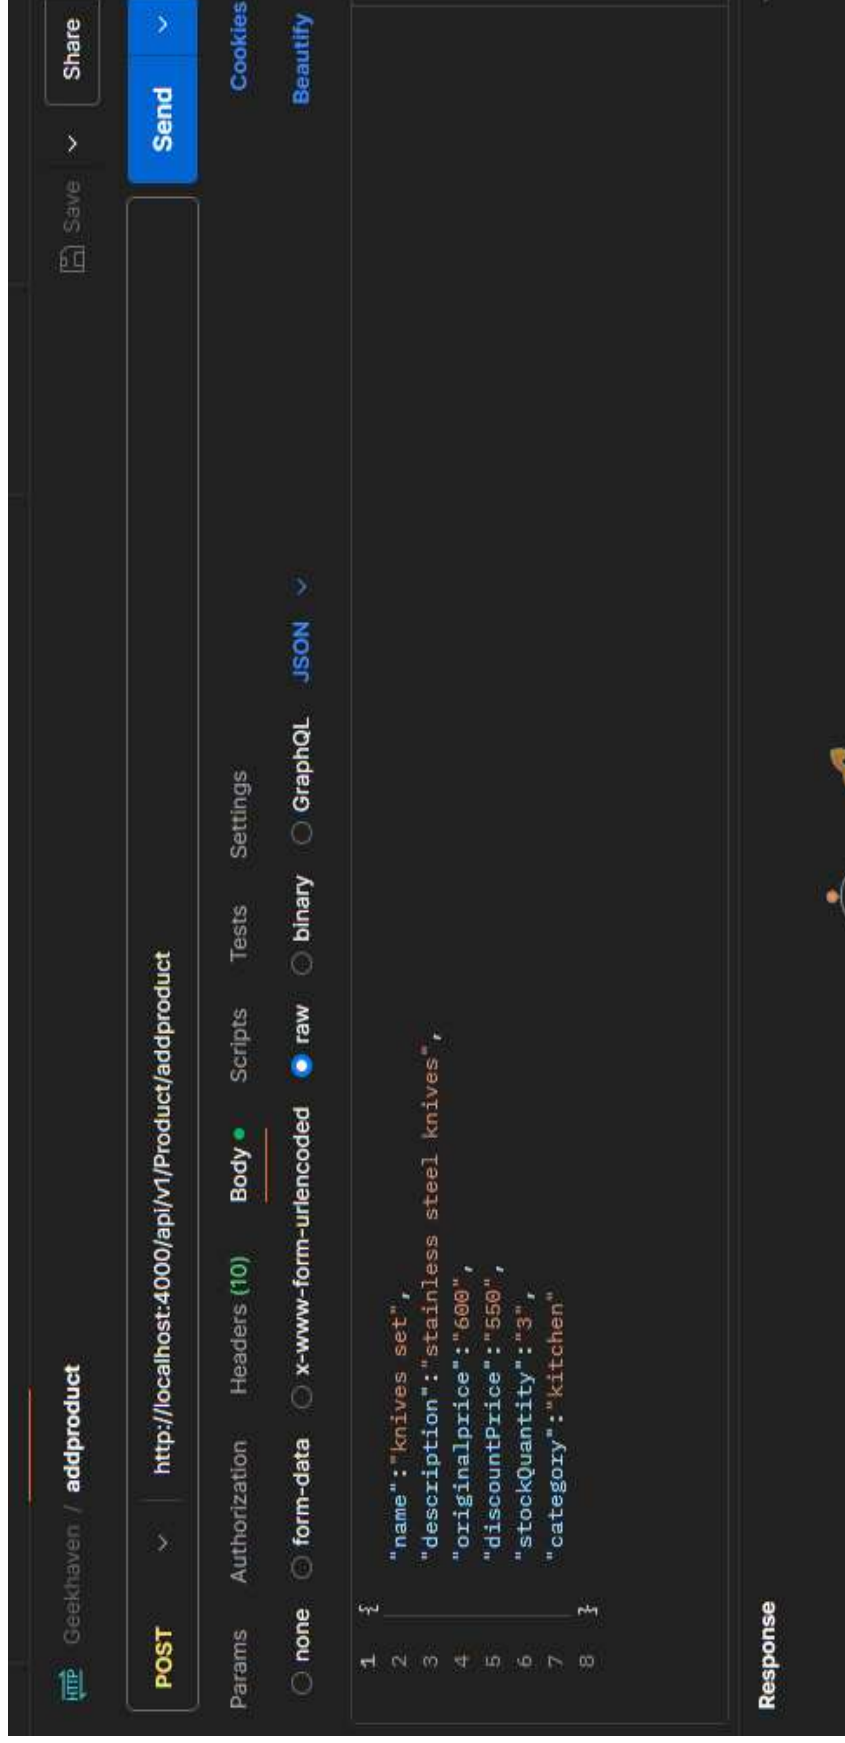 HTTP Geekhaven / addproduct Save Share
POST http://localhost:4000/api/v1/Product/addproduct Send
Params Authorization Headers (10) Body Scripts Tests Settings Cookies
none form-data x-www-form-urlencoded raw binary GraphQL JSON Beautify
1 {
2 "name":"knives set",
3 "description":"stainless steel knives",
4 "originalprice":"600",
5 "discountPrice":"550",
6 "stockQuantity":"3",
7 "category":"kitchen"
8 }
Response